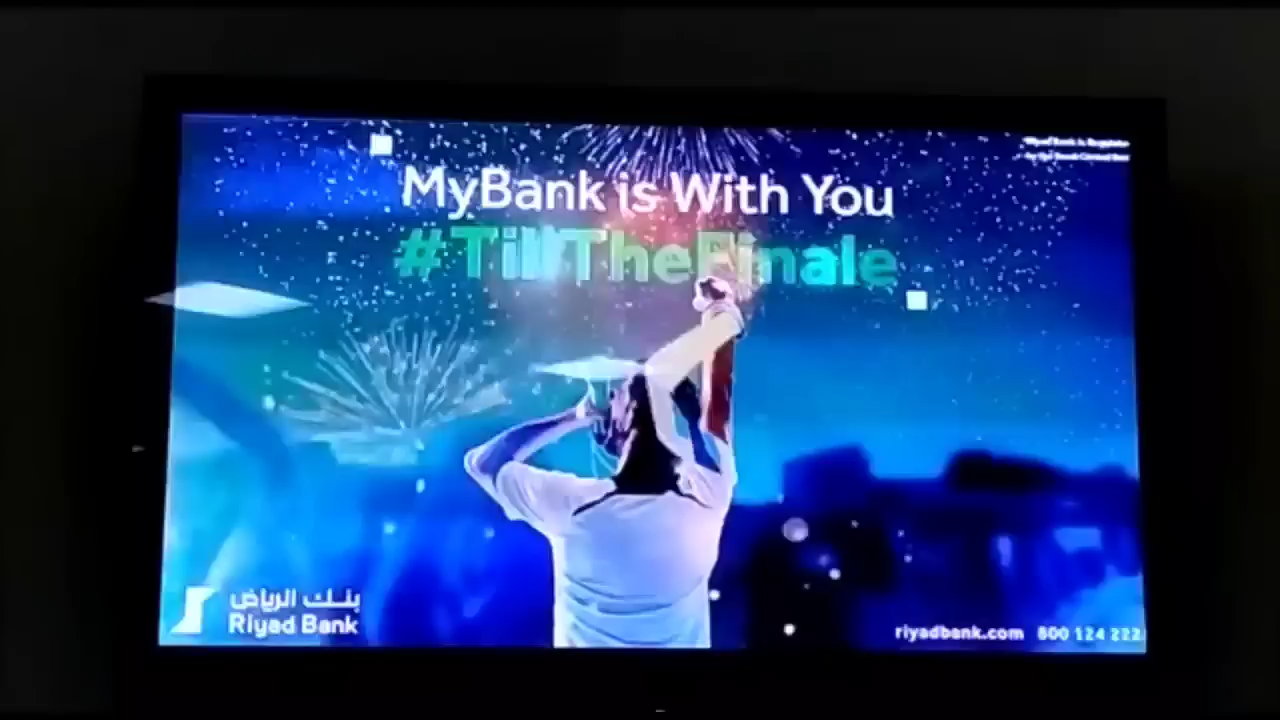 MyBank is With You
#TillTheFinale
بنك الرياض
Riyad Bank
riyadbank.com 800 124 222